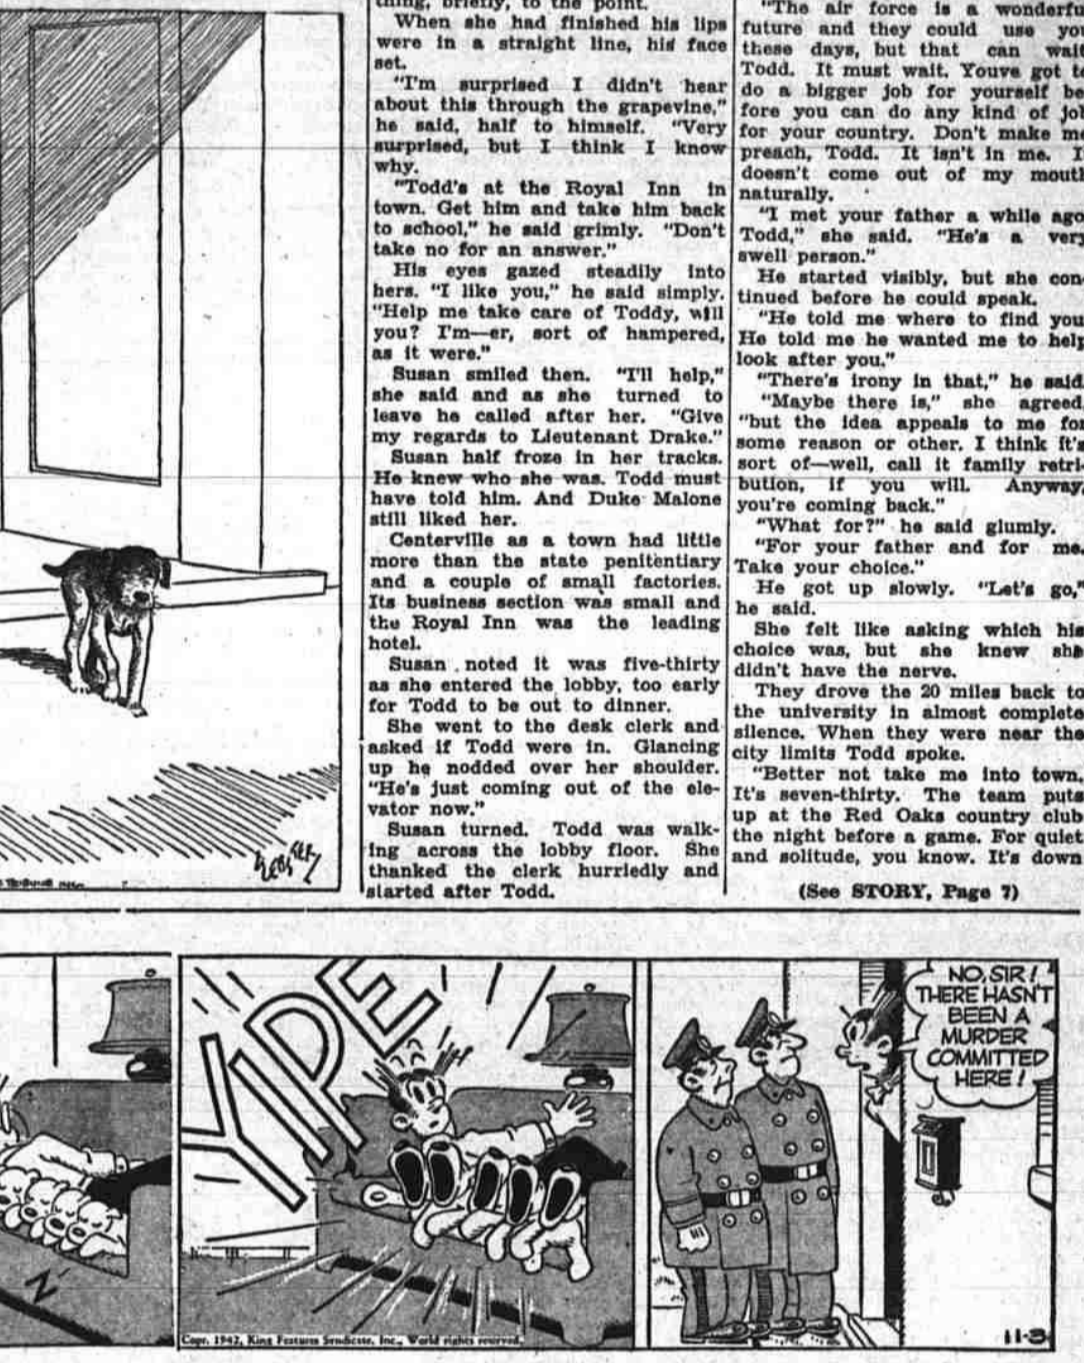 thing, briefly, to the point.
When she had finished his lips
were in a straight line, his face
set.
"I'm surprised I didn't hear
about this through the grapevine,"
he said, half to himself. "Very
surprised, but I think I know
why.
"Todd's at the Royal Inn in
town. Get him and take him back
to school," he said grimly. "Don't
take no for an answer."
His eyes gazed steadily into
hers. "I like you," he said simply.
"Help me take care of Toddy, will
you? I'm—er, sort of hampered,
as it were."
Susan smiled then. "I'll help,"
she said and as she turned to
leave he called after her. "Give
my regards to Lieutenant Drake."
Susan half froze in her tracks.
He knew who she was. Todd must
have told him. And Duke Malone
still liked her.
Centerville as a town had little
more than the state penitentiary
and a couple of small factories.
Its business section was small and
the Royal Inn was the leading
hotel.
Susan noted it was five-thirty
as she entered the lobby, too early
for Todd to be out to dinner.
She went to the desk clerk and
asked if Todd were in. Glancing
up he nodded over her shoulder.
"He's just coming out of the ele-
vator now."
Susan turned. Todd was walk-
ing across the lobby floor. She
thanked the clerk hurriedly and
started after Todd.
"The air force is a wonderfu
future and they could use you
these days, but that can wait
Todd. It must wait. Youve got to
do a bigger job for yourself be
fore you can do any kind of job
for your country. Don't make me
preach, Todd. It isn't in me. I
doesn't come out of my mouth
naturally.
"I met your father a while ago
Todd," she said. "He's a very
swell person."
He started visibly, but she con-
tinued before he could speak.
"He told me where to find you
He told me he wanted me to help
look after you."
"There's irony in that," he said
"Maybe there is," she agreed,
"but the idea appeals to me for
some reason or other. I think it's
sort of—well, call it family retri-
bution, if you will. Anyway,
you're coming back."
"What for?" he said glumly.
"For your father and for me.
Take your choice."
He got up slowly. "Let's go,"
he said.
She felt like asking which his
choice was, but she knew she
didn't have the nerve.
They drove the 20 miles back to
the university in almost complete
silence. When they were near the
city limits Todd spoke.
"Better not take me into town.
It's seven-thirty. The team puts
up at the Red Oaks country club
the night before a game. For quiet
and solitude, you know. It's down
(See STORY, Page 7)
WEBSTER
Z
YIPE
Copr. 1942, King Features Syndicate, Inc., World rights reserved.
NO, SIR!
THERE HASN'T
BEEN A
MURDER
COMMITTED
HERE!
11-3